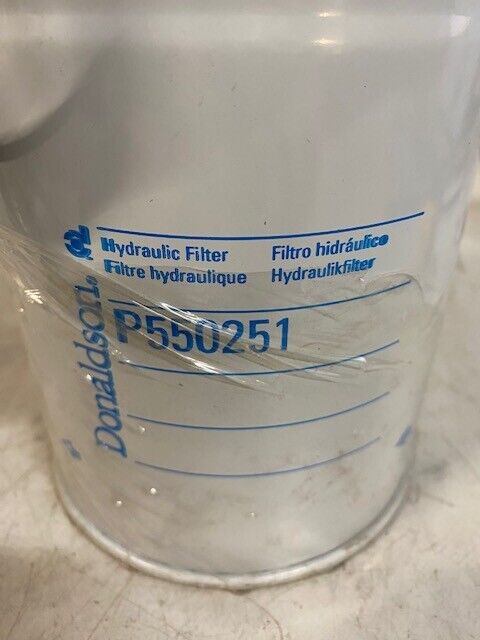 Hydraulic Filter
Filtre hydraulique
Filtro hidráulico
Hydraulikfilter
P550251
Donaldson.